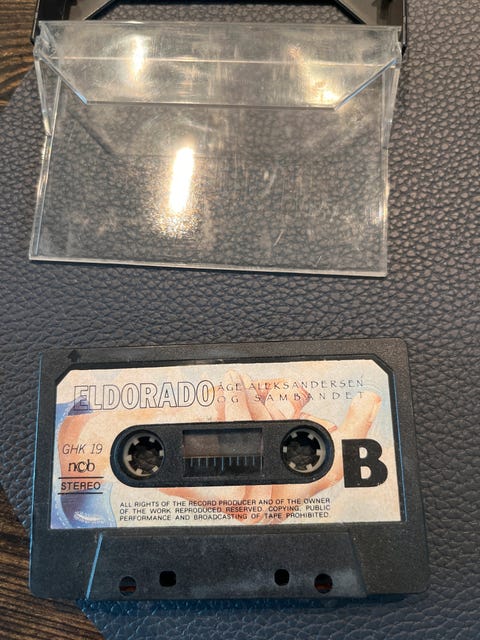 ELDORADO ÅGE ALEKSANDERSEN
OG SAMBANDET
GHK 19
ncb
STEREO
B
ALL RIGHTS OF THE RECORD PRODUCER AND OF THE OWNER
OF THE WORK REPRODUCED RESERVED. COPYING, PUBLIC
PERFORMANCE AND BROADCASTING OF TAPE PROHIBITED.